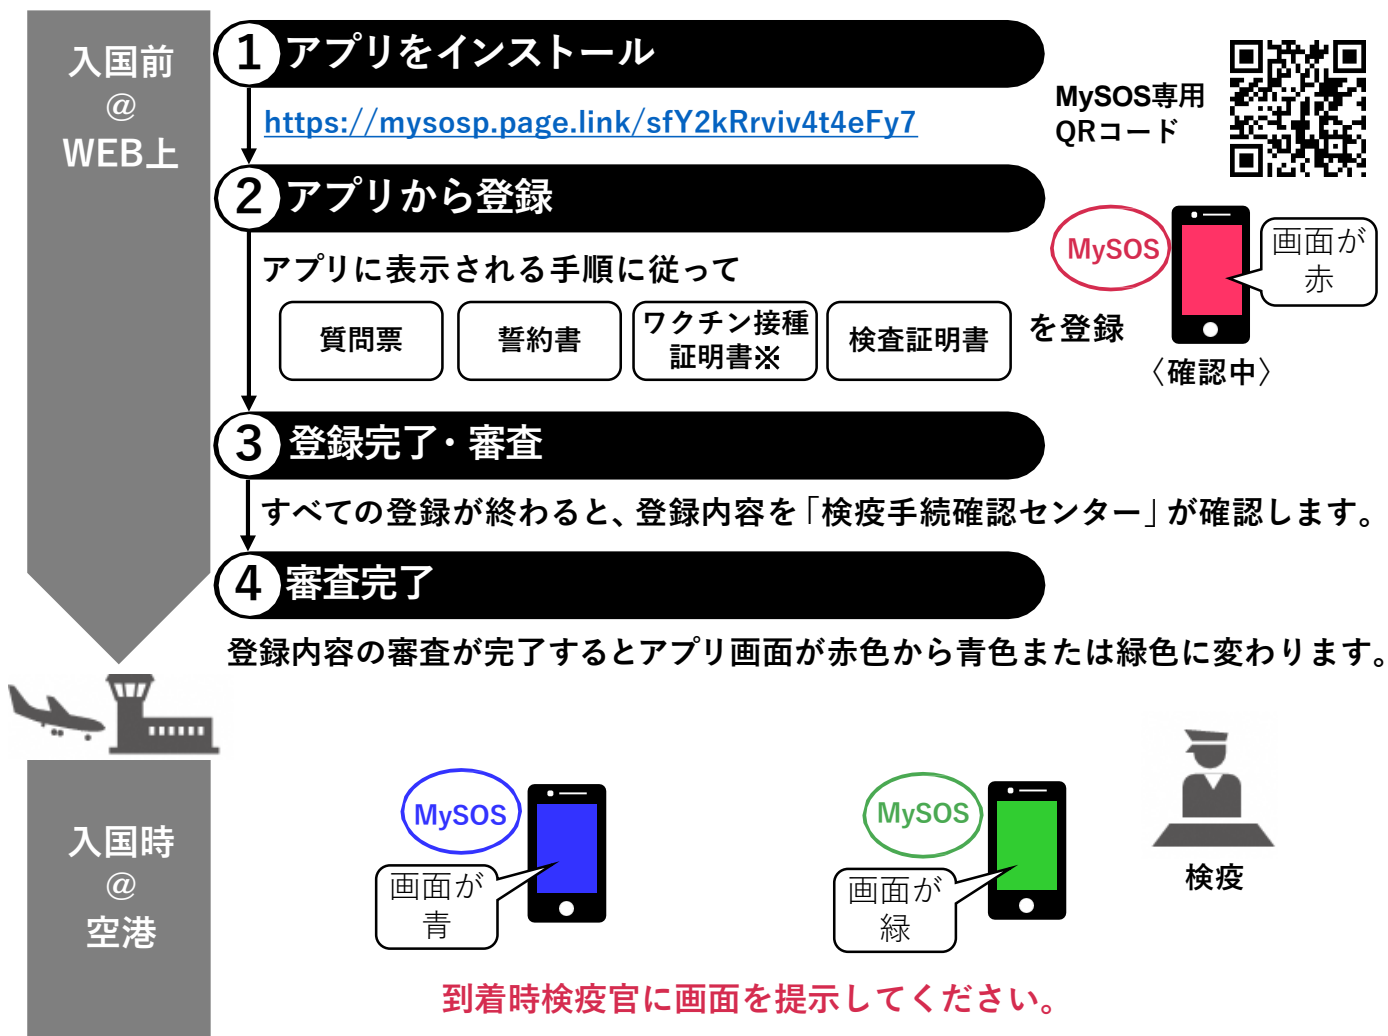 入国前
@
WEB上
1 アプリをインストール
https://mysosp.page.link/sfY2kRrviv4t4eFy7
MySOS専用
QRコード
2 アプリから登録
アプリに表示される手順に従って
質問票
誓約書
ワクチン接種
証明書※
検査証明書
を登録
MySOS
画面が
赤
〈確認中〉
3 登録完了・審査
すべての登録が終わると、登録内容を「検疫手続確認センター」が確認します。
4 審査完了
登録内容の審査が完了するとアプリ画面が赤色から青色または緑色に変わります。
入国時
@
空港
MySOS
画面が
青
MySOS
画面が
緑
検疫
到着時検疫官に画面を提示してください。